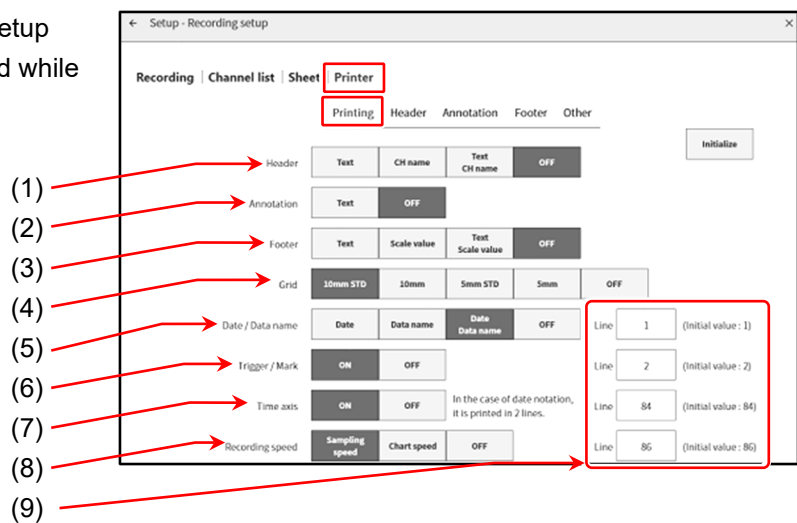 etup
d while
← Setup - Recording setup ×
Recording | Channel list | Sheet | Printer
Printing Header Annotation Footer Other
Initialize
(1) Header Text CH name Text CH name OFF
(2) Annotation Text OFF
(3) Footer Text Scale value Text Scale value OFF
(4) Grid 10mm STD 10mm 5mm STD 5mm OFF
(5) Date / Data name Date Data name Date Data name OFF Line 1 (Initial value : 1)
(6) Trigger / Mark ON OFF Line 2 (Initial value : 2)
(7) Time axis ON OFF In the case of date notation, it is printed in 2 lines. Line 84 (Initial value : 84)
(8) Recording speed Sampling speed Chart speed OFF Line 86 (Initial value : 86)
(9)